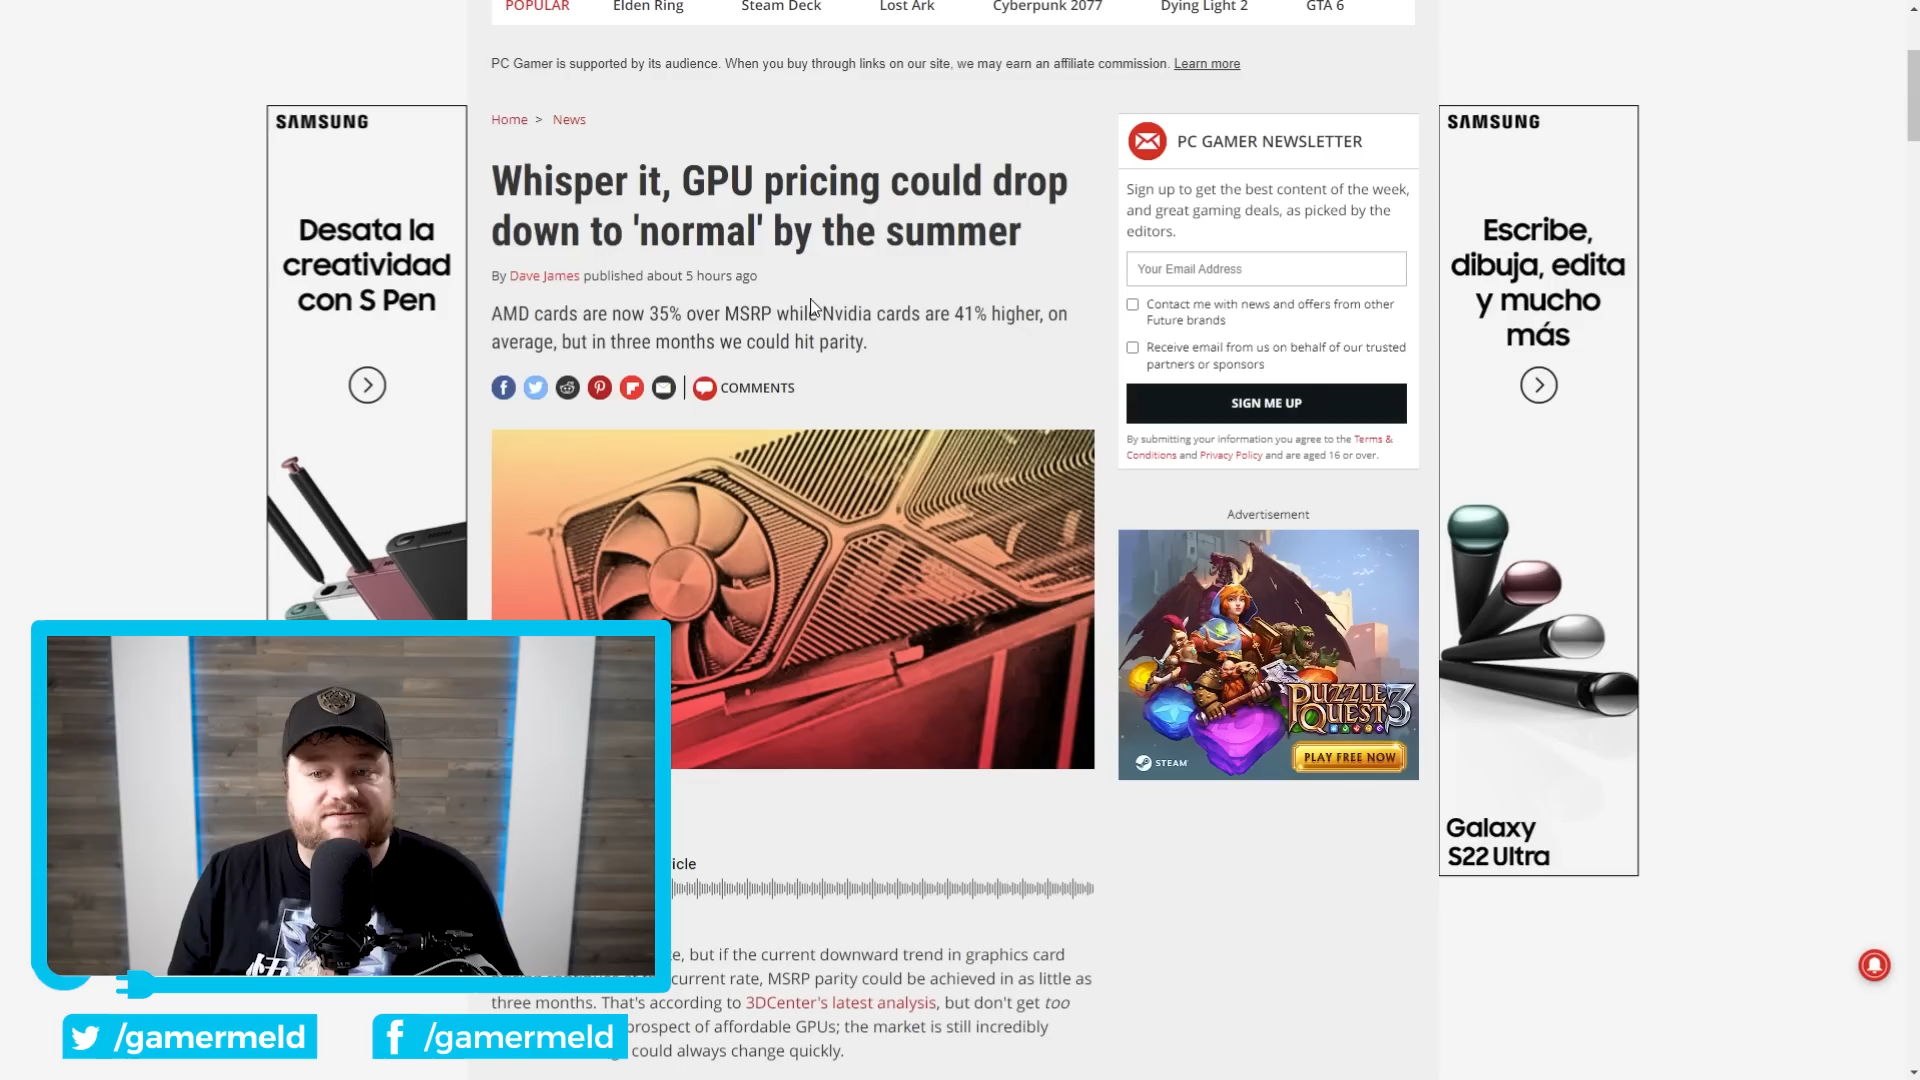 POPULAR Elden Ring Steam Deck Lost Ark Cyberpunk 2077 Dying Light 2 GTA 6
PC Gamer is supported by its audience. When you buy through links on our site, we may earn an affiliate commission. Learn more
SAMSUNG
Desata la
creatividad
con S Pen
Home > News
Whisper it, GPU pricing could drop
down to 'normal' by the summer
By Dave James published about 5 hours ago
AMD cards are now 35% over MSRP while Nvidia cards are 41% higher, on
average, but in three months we could hit parity.
COMMENTS
icle
e, but if the current downward trend in graphics card
current rate, MSRP parity could be achieved in as little as
three months. That's according to 3DCenter's latest analysis, but don't get too
prospect of affordable GPUs; the market is still incredibly
could always change quickly.
PC GAMER NEWSLETTER
Sign up to get the best content of the week,
and great gaming deals, as picked by the
editors.
Your Email Address
Contact me with news and offers from other
Future brands
Receive email from us on behalf of our trusted
partners or sponsors
SIGN ME UP
By submitting your information you agree to the Terms &
Conditions and Privacy Policy and are aged 16 or over.
Advertisement
PUZZLE
QUEST 3
STEAM
PLAY FREE NOW
SAMSUNG
Escribe,
dibuja, edita
y mucho
más
Galaxy
S22 Ultra
悟
/gamermeld
/gamermeld